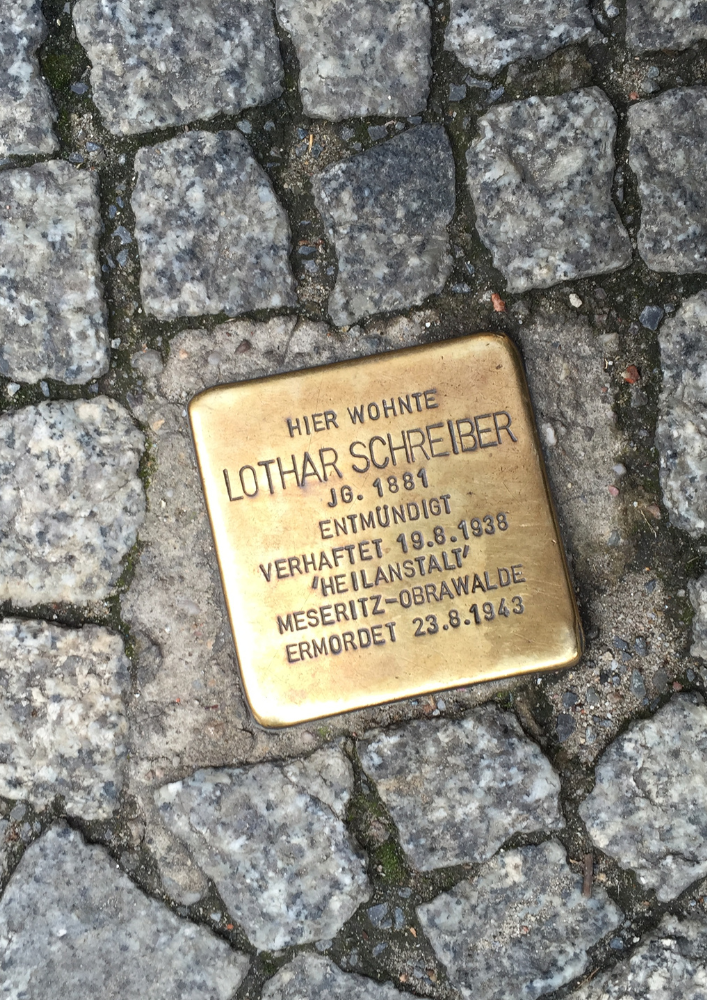 HIER WOHNTE
LOTHAR SCHREIBER
JG. 1881
ENTMÜNDIGT
VERHAFTET 19.8.1938
'HEILANSTALT'
MESERITZ-OBRAWALDE
ERMORDET 23.8.1943